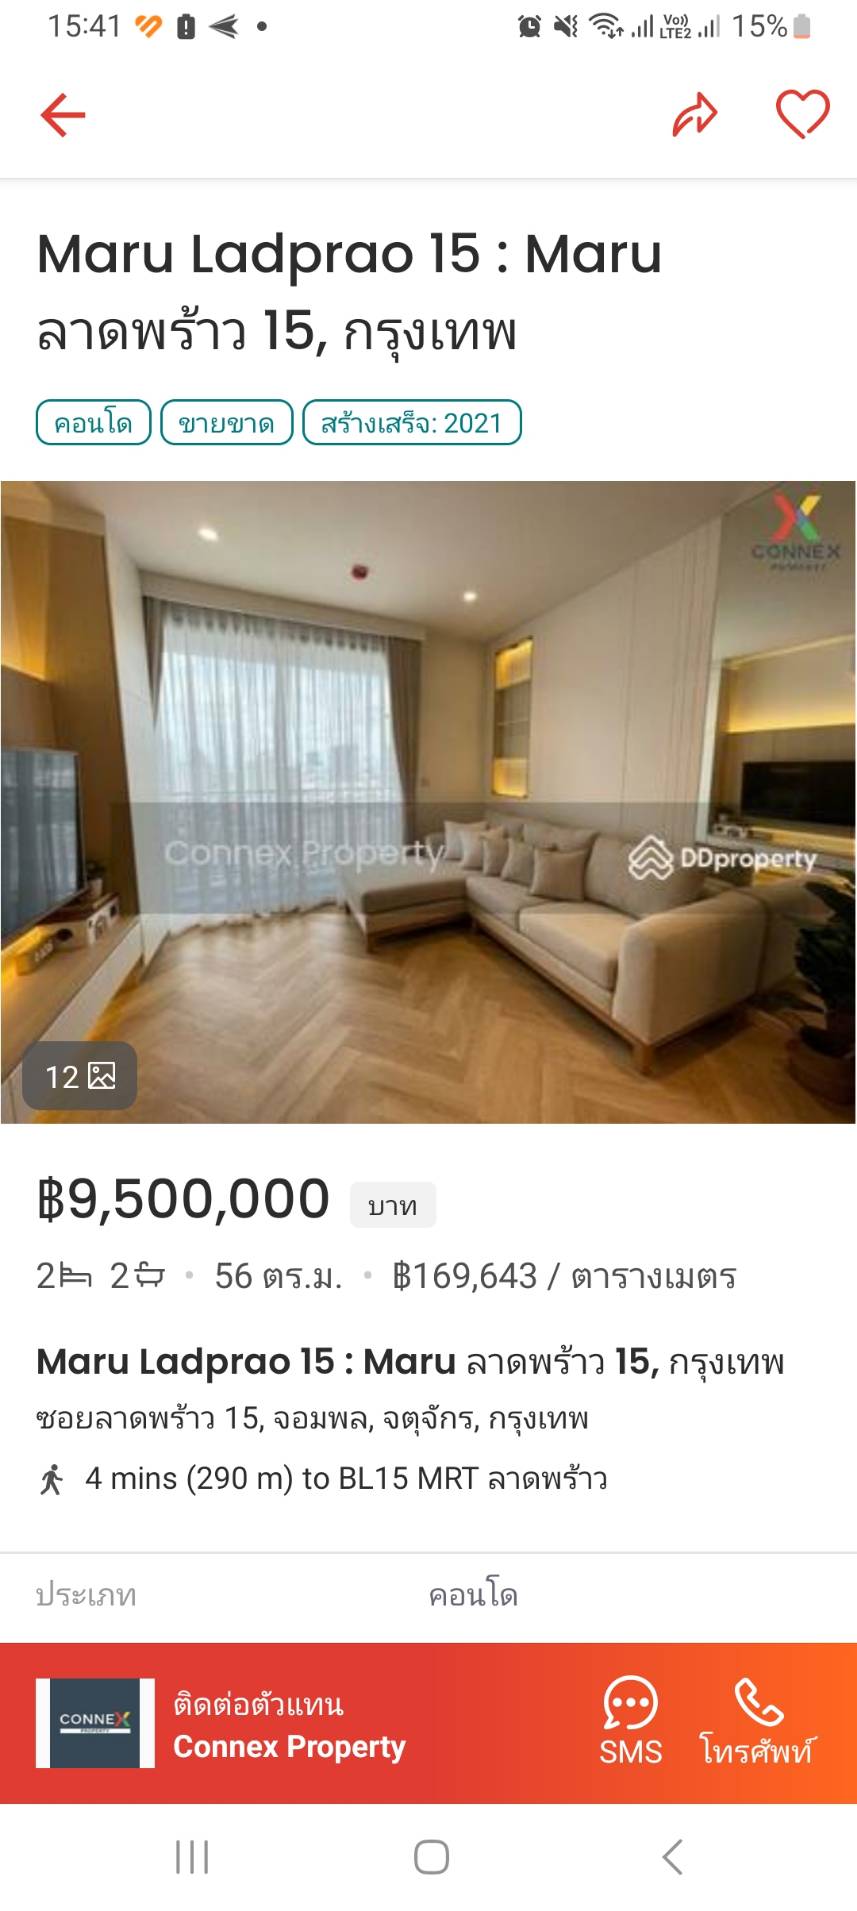 15:41
Vo))
LTE2
15%
Maru Ladprao 15 : Maru
ลาดพร้าว 15, กรุงเทพ
คอนโด
ขายขาด
สร้างเสร็จ: 2021
CONNEX
PROPERTY
Connex Property
DDproperty
12
฿9,500,000
บาท
2 2 • 56 ตร.ม. • ฿169,643 / ตารางเมตร
Maru Ladprao 15 : Maru ลาดพร้าว 15, กรุงเทพ
ซอยลาดพร้าว 15, จอมพล, จตุจักร, กรุงเทพ
4 mins (290 m) to BL15 MRT ลาดพร้าว
ประเภท
คอนโด
CONNEX
PROPERTY
ติดต่อตัวแทน
Connex Property
SMS
โทรศัพท์